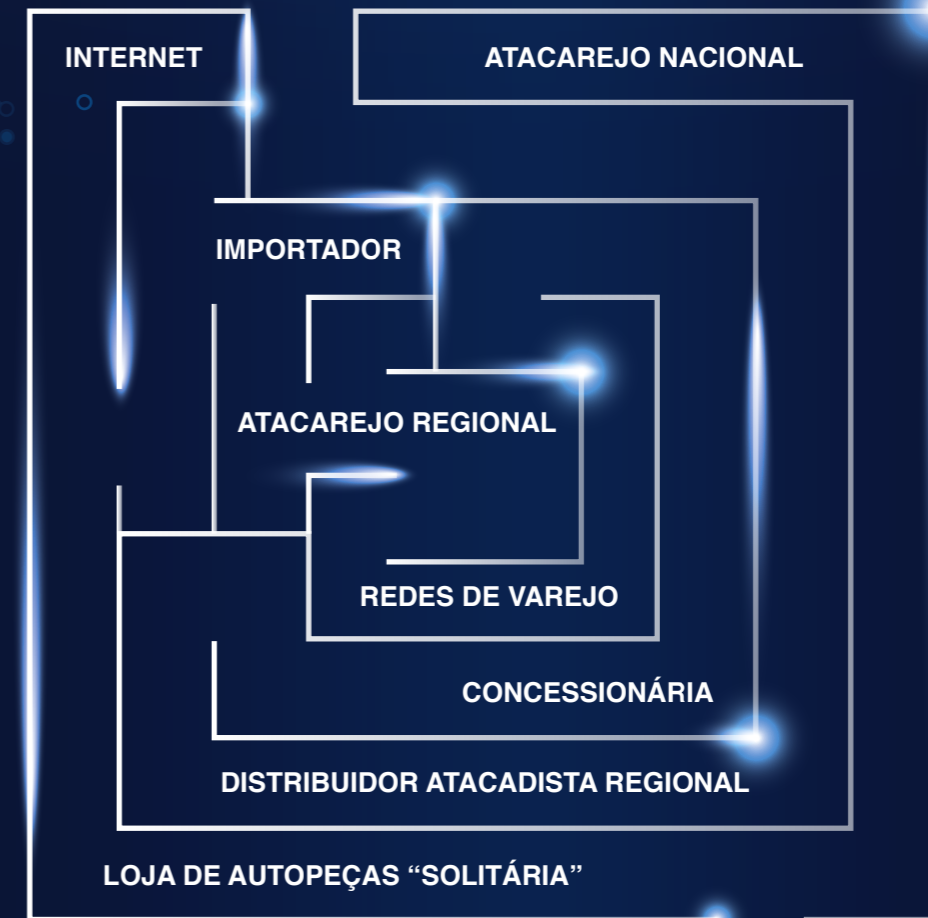 INTERNET
ATACAREJO NACIONAL
IMPORTADOR
ATACAREJO REGIONAL
REDES DE VAREJO
CONCESSIONÁRIA
DISTRIBUIDOR ATACADISTA REGIONAL
LOJA DE AUTOPEÇAS “SOLITÁRIA”